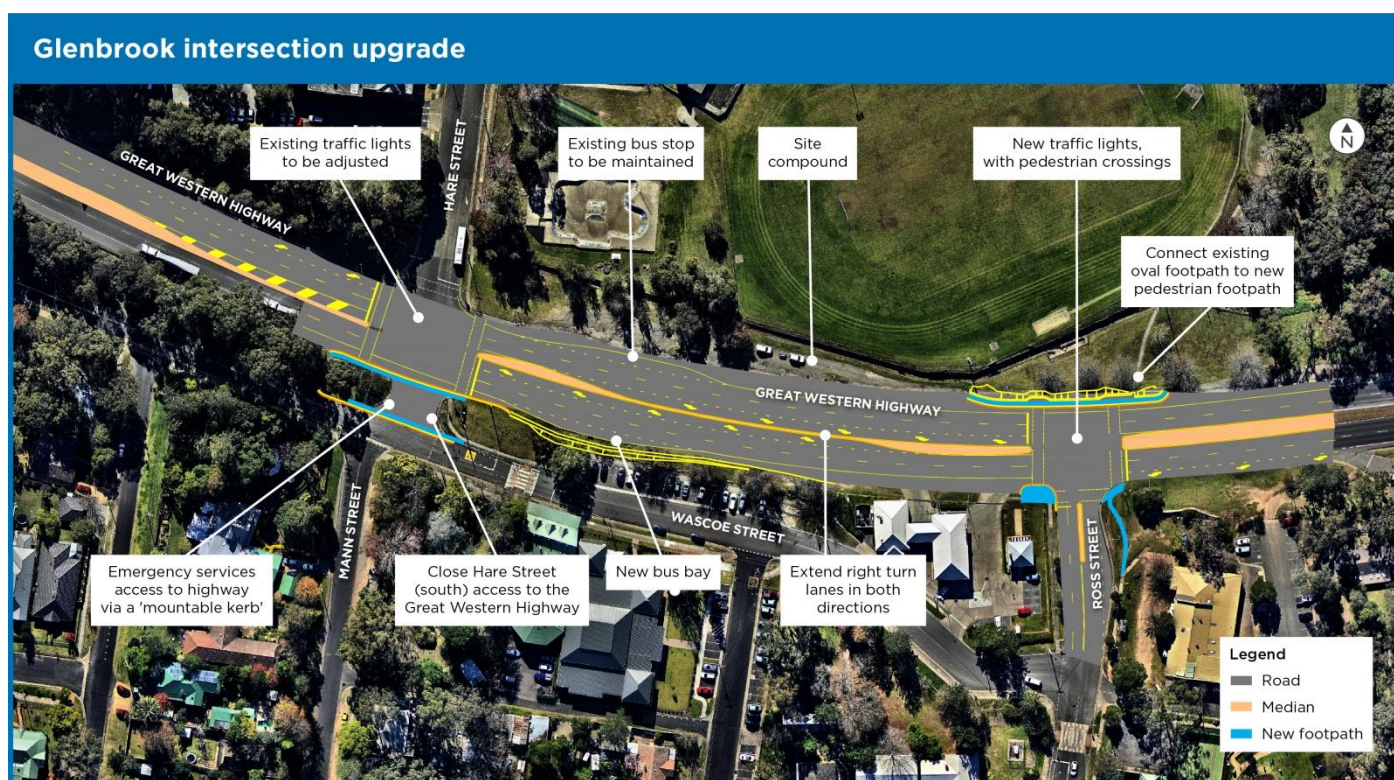 Glenbrook intersection upgrade
Existing traffic lights
to be adjusted
Existing bus stop
to be maintained
Site
compound
New traffic lights,
with pedestrian crossings
N
GREAT WESTERN HIGHWAY
HARE STREET
Connect existing
oval footpath to new
pedestrian footpath
GREAT WESTERN HIGHWAY
WASCOE STREET
MANN STREET
ROSS STREET
Emergency services
access to highway
via a 'mountable kerb'
Close Hare Street
(south) access to the
Great Western Highway
New bus bay
Extend right turn
lanes in both
directions
Legend
Road
Median
New footpath